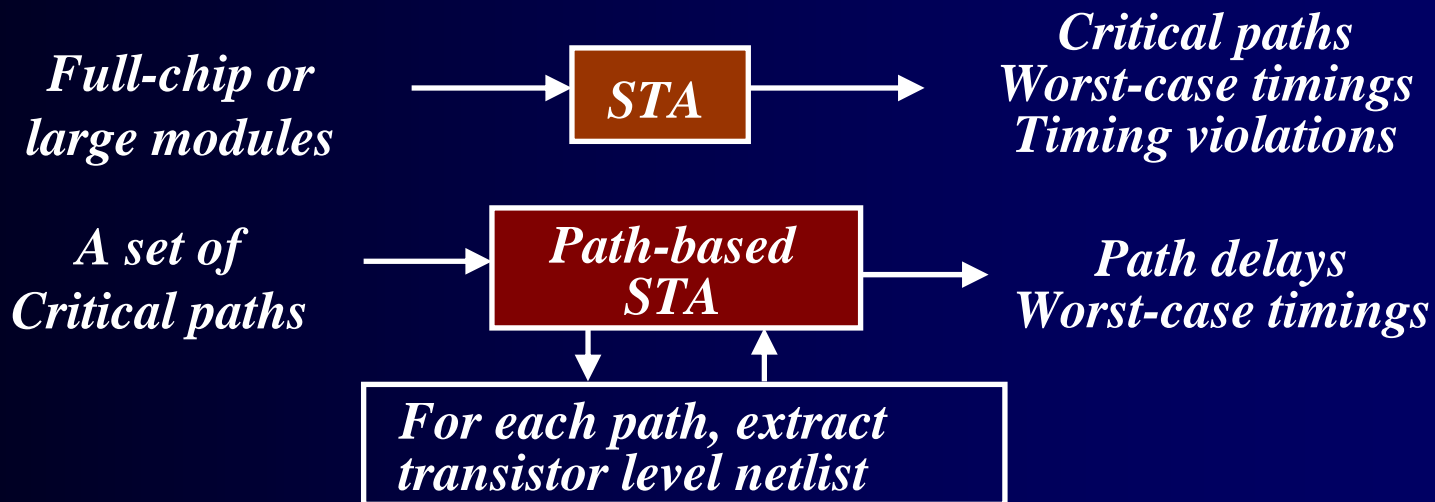 Full-chip or
large modules
STA
Critical paths
Worst-case timings
Timing violations
A set of
Critical paths
Path-based
STA
Path delays
Worst-case timings
For each path, extract
transistor level netlist